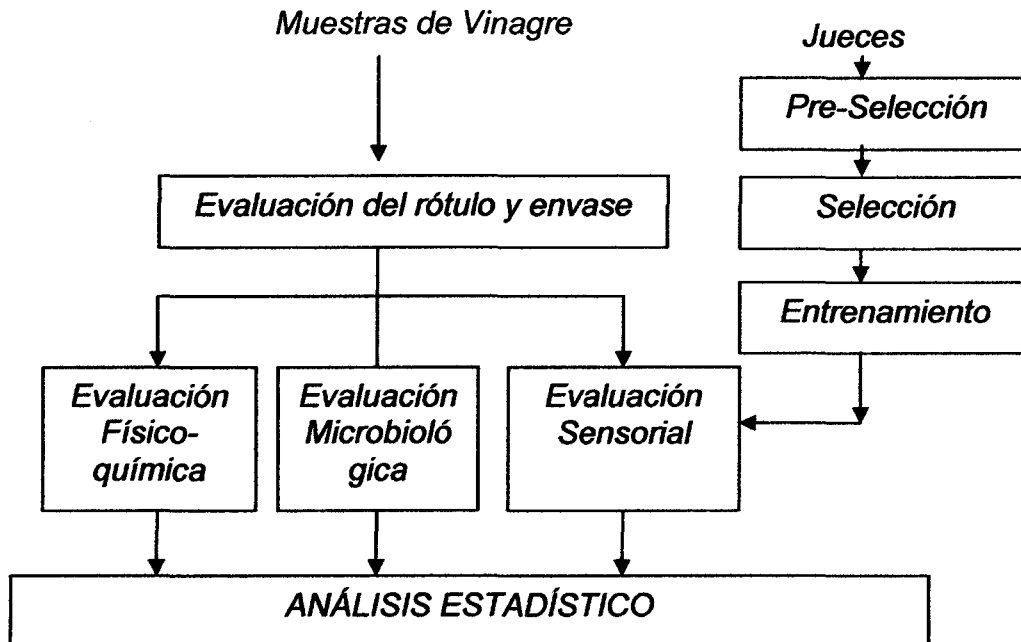 Muestras de Vinagre
Jueces
Pre-Selección
Evaluación del rótulo y envase
Selección
Entrenamiento
Evaluación
Físico-
química
Evaluación
Microbioló
gica
Evaluación
Sensorial
ANÁLISIS ESTADÍSTICO